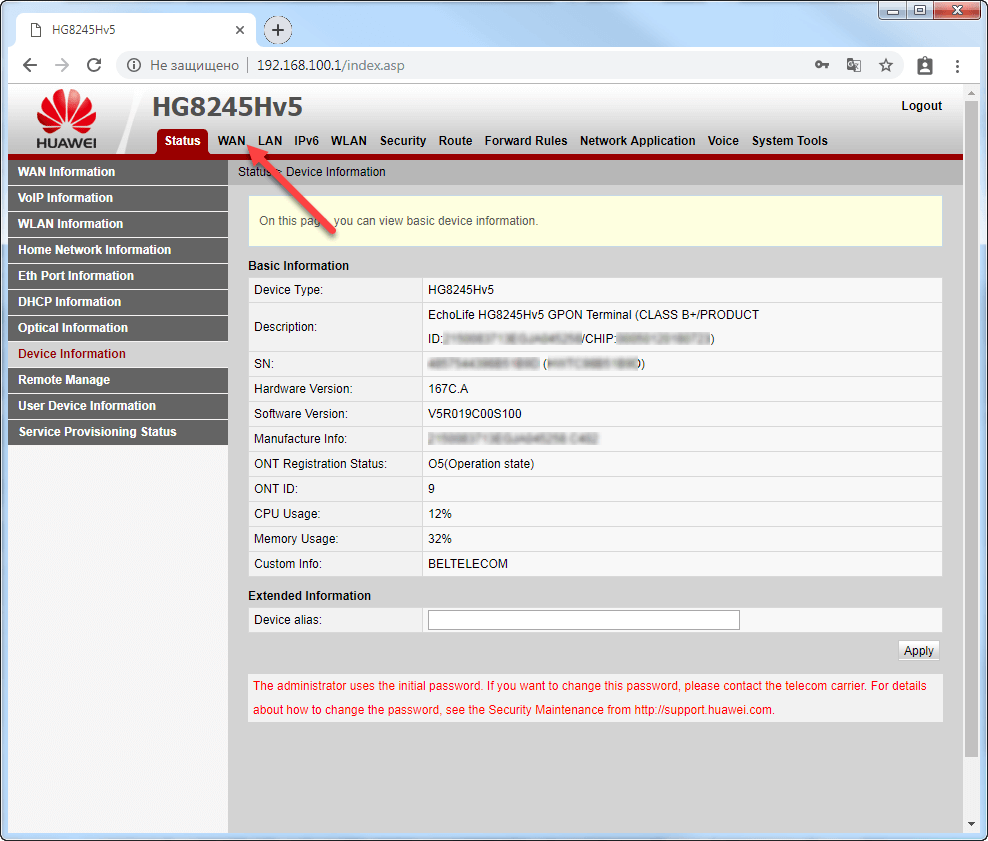 HG8245Hv5
Не защищено 192.168.100.1/index.asp
HUAWEI
HG8245Hv5
Logout
Status WAN LAN IPv6 WLAN Security Route Forward Rules Network Application Voice System Tools
WAN Information
VoIP Information
WLAN Information
Home Network Information
Eth Port Information
DHCP Information
Optical Information
Device Information
Remote Manage
User Device Information
Service Provisioning Status
Status > Device Information
On this page, you can view basic device information.
Basic Information
Device Type: HG8245Hv5
Description: EchoLife HG8245Hv5 GPON Terminal (CLASS B+/PRODUCT
ID: /CHIP: )
SN: ( )
Hardware Version: 167C.A
Software Version: V5R019C00S100
Manufacture Info:
ONT Registration Status: O5(Operation state)
ONT ID: 9
CPU Usage: 12%
Memory Usage: 32%
Custom Info: BELTELECOM
Extended Information
Device alias:
Apply
The administrator uses the initial password. If you want to change this password, please contact the telecom carrier. For details
about how to change the password, see the Security Maintenance from http://support.huawei.com.